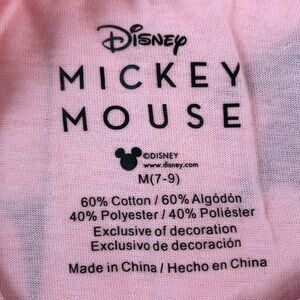 Disney
MICKEY
MOUSE
©DISNEY
www.disney.com
M(7-9)
60% Cotton / 60% Algódón
40% Polyester / 40% Poliéster
Exclusive of decoration
Exclusivo de decoración
Made in China / Hecho en China